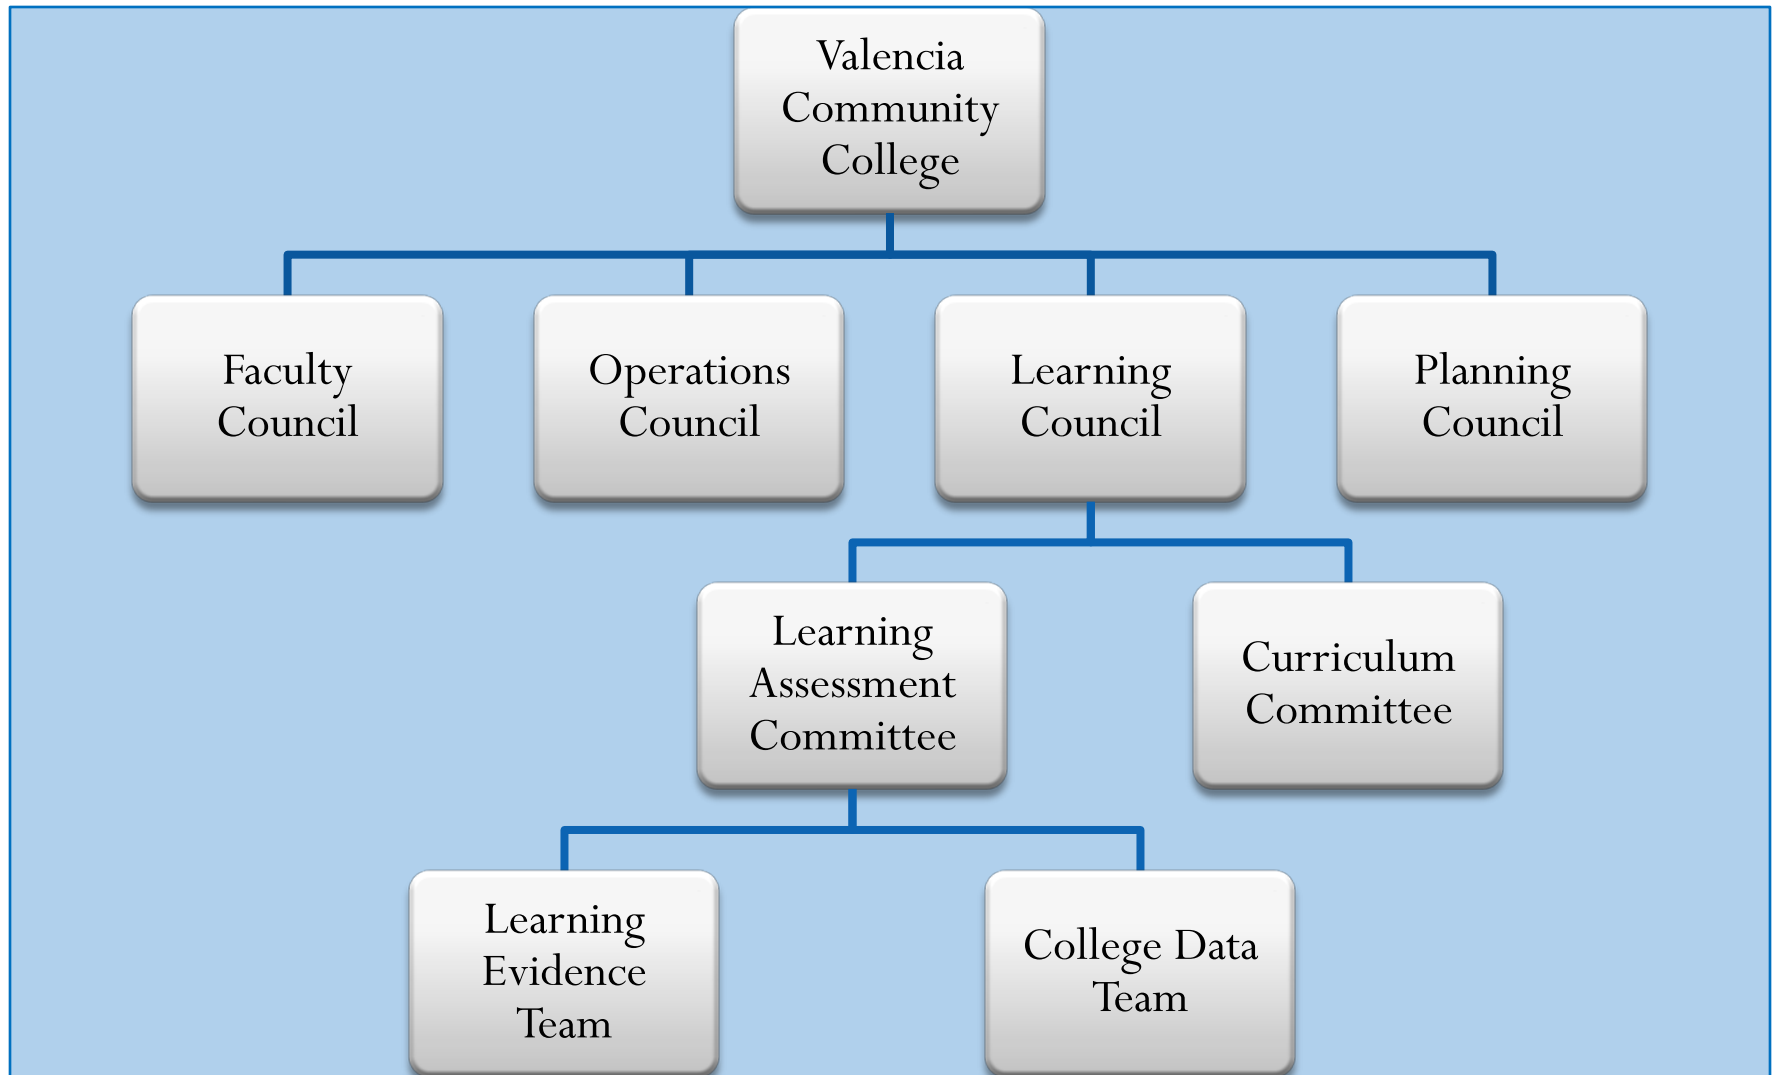 Valencia
Community
College
Faculty
Council
Operations
Council
Learning
Council
Planning
Council
Learning
Assessment
Committee
Curriculum
Committee
Learning
Evidence
Team
College Data
Team